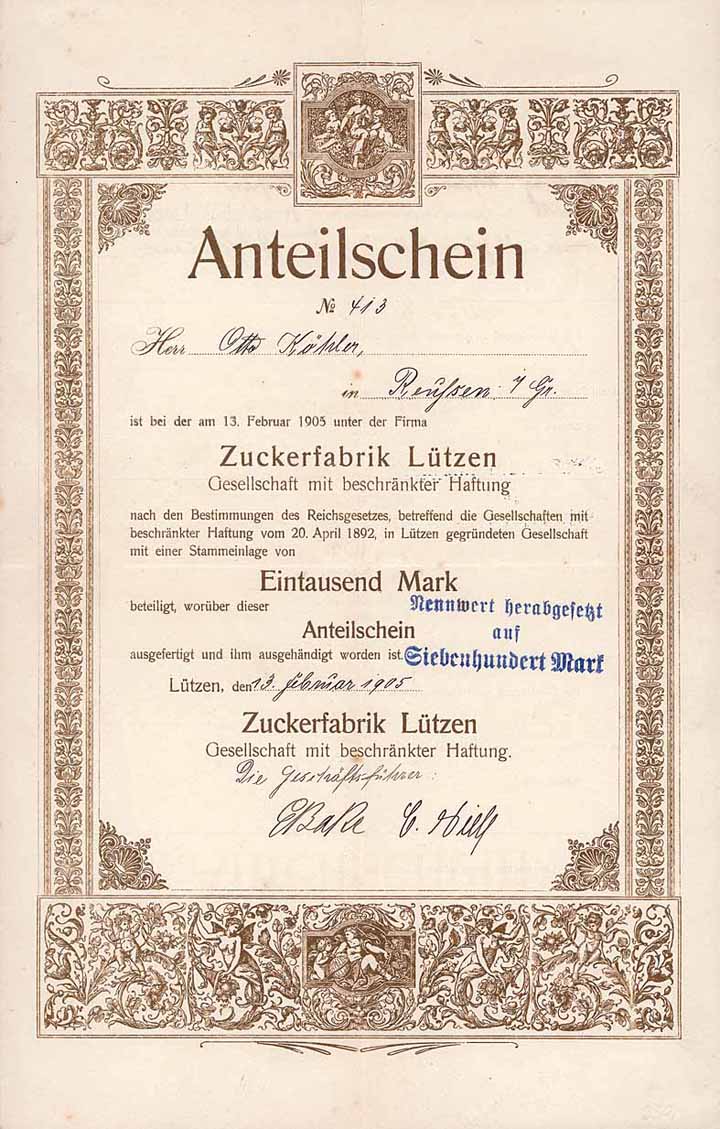 Anteilschein
No 413
Herr Otto Köhler,
in Reussen
ist bei der am 13. Februar 1905 unter der Firma
Zuckerfabrik Lützen
Gesellschaft mit beschränkter Haftung
nach den Bestimmungen des Reichsgesetzes, betreffend die Gesellschaften mit
beschränkter Haftung vom 20. April 1892, in Lützen gegründeten Gesellschaft
mit einer Stammeinlage von
Eintausend Mark
beteiligt, worüber dieser
Nennwert herabgesetzt
Anteilschein
auf
ausgefertigt und ihm ausgehändigt worden ist.
Siebenhundert Mark
Lützen, den 13. Februar 1905
Zuckerfabrik Lützen
Gesellschaft mit beschränkter Haftung.
Die Geschäftsführer: